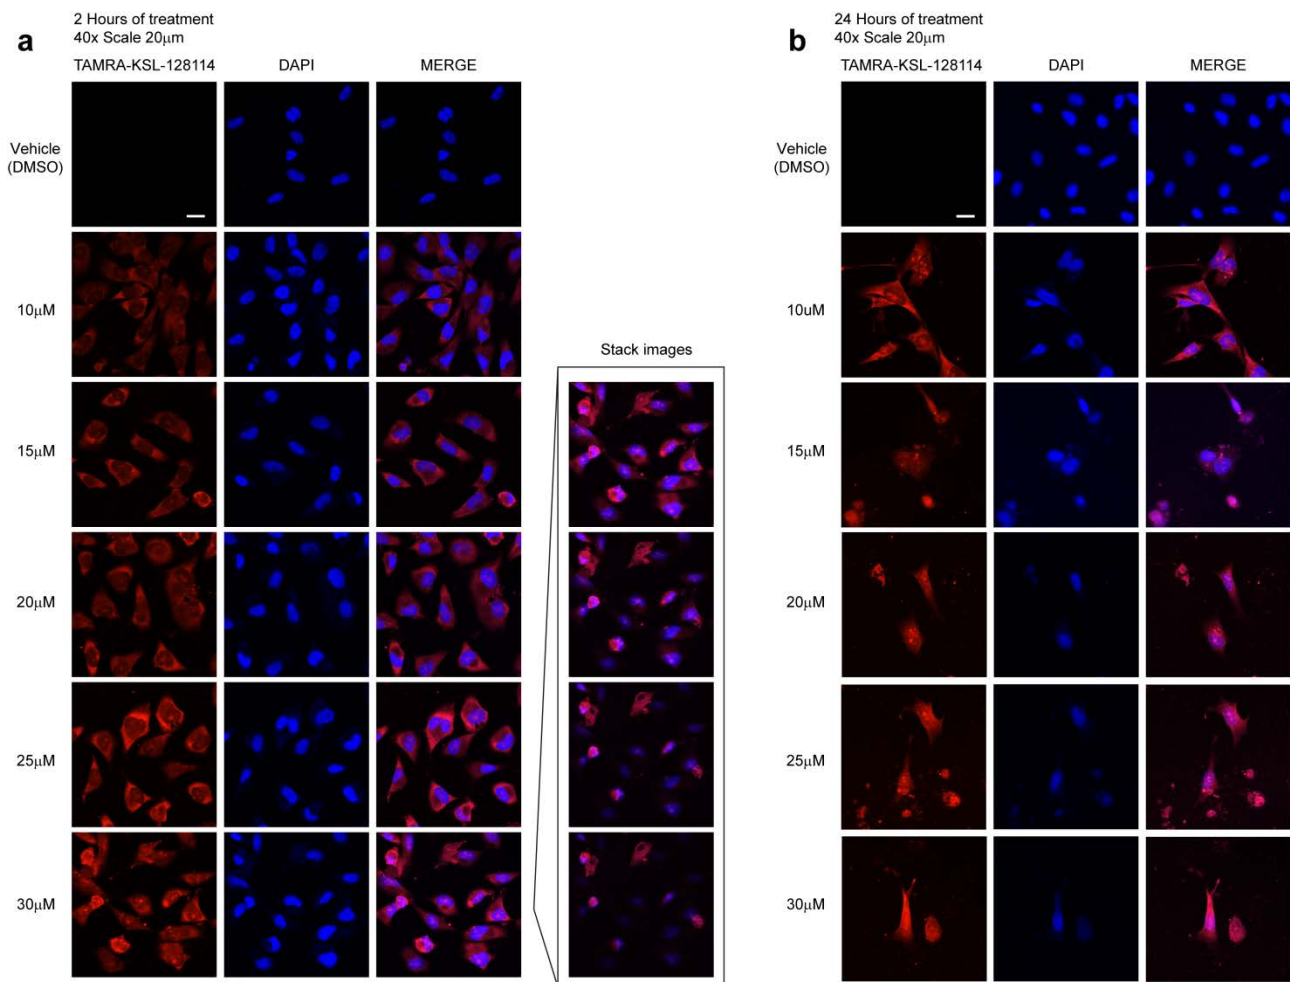 a
2 Hours of treatment
40x Scale 20μm
TAMRA-KSL-128114 DAPI MERGE
Vehicle
(DMSO)
10μM
15μM
20μM
25μM
30μM
Stack images
b
24 Hours of treatment
40x Scale 20μm
TAMRA-KSL-128114 DAPI MERGE
Vehicle
(DMSO)
10uM
15μM
20μM
25μM
30μM